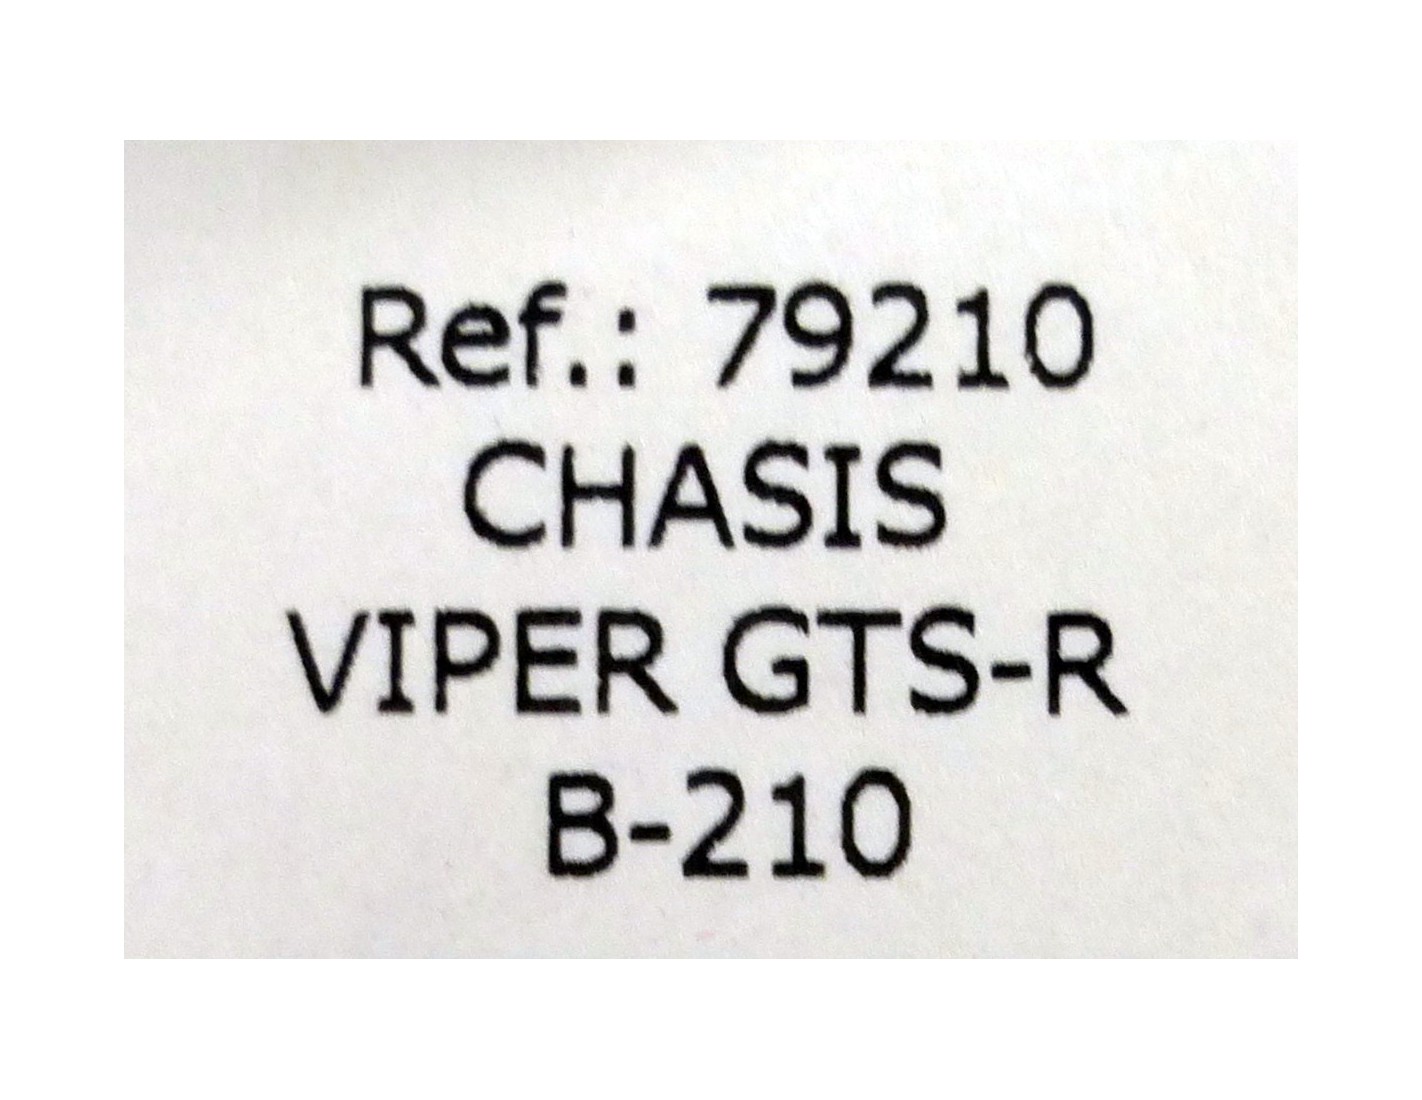 Ref.: 79210
CHASIS
VIPER GTS-R
B-210